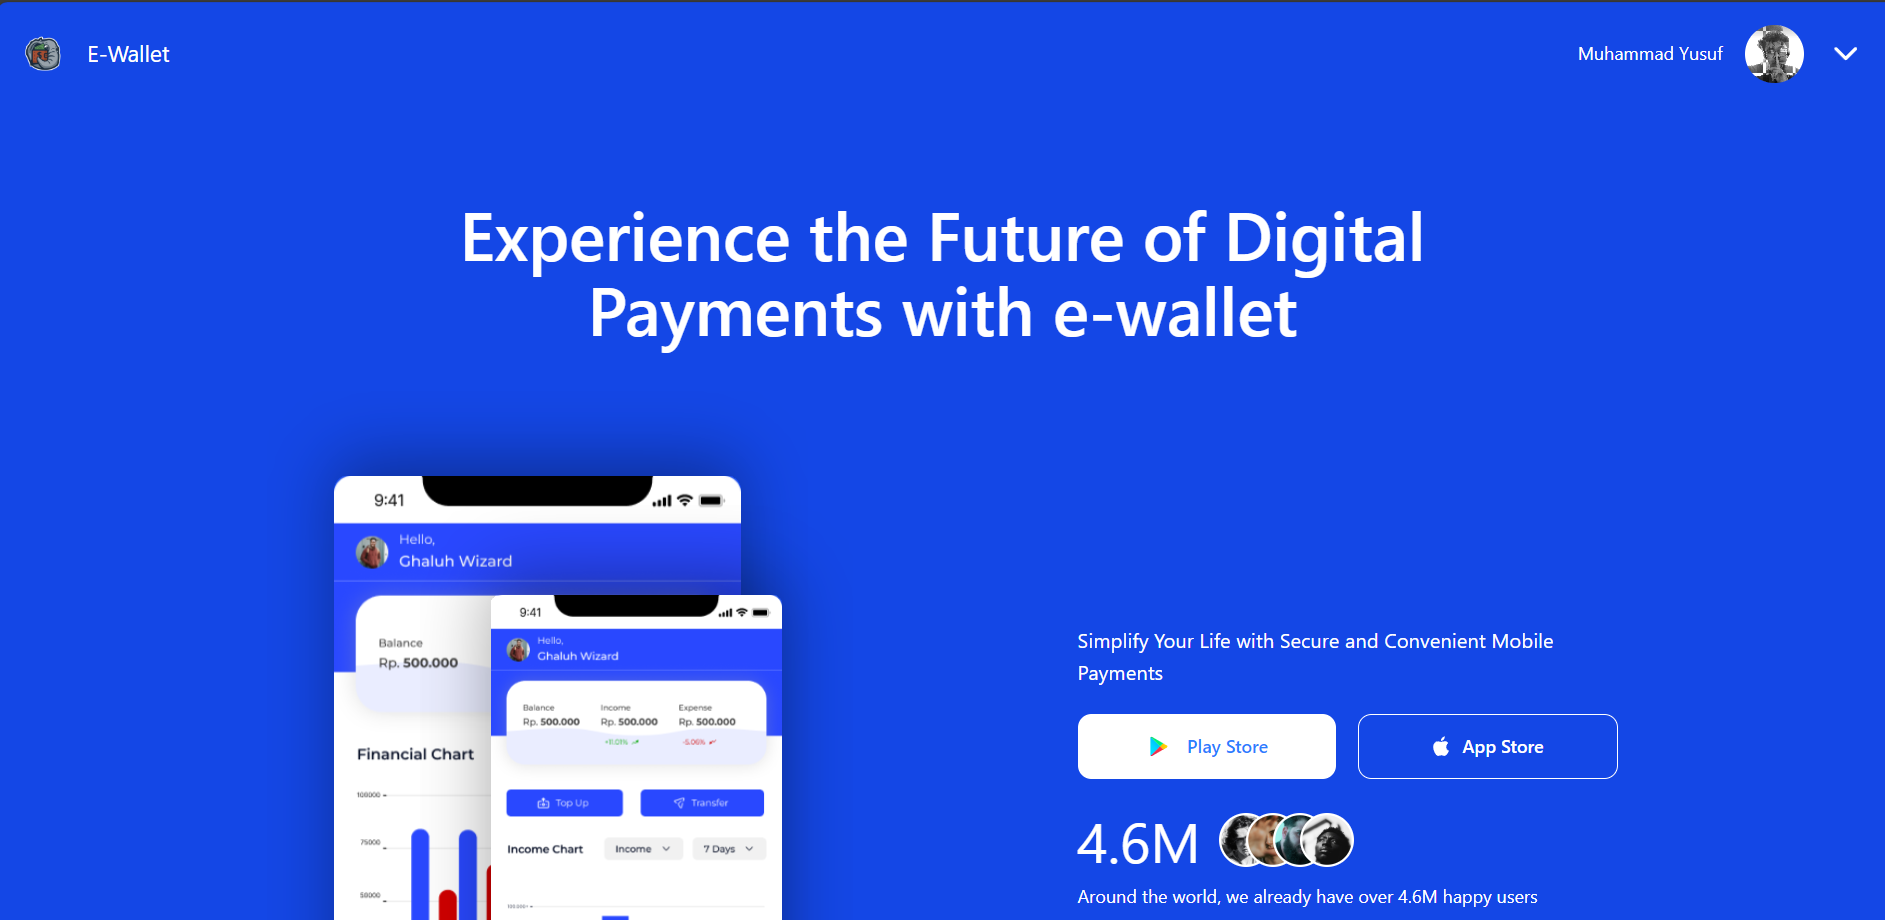 E-Wallet
Muhammad Yusuf
Experience the Future of Digital
Payments with e-wallet
9:41
Hello,
Ghaluh Wizard
Balance
Rp. 500.000
Financial Chart
100000
75000
50000
9:41
Hello,
Ghaluh Wizard
Balance Income Expense
Rp. 500.000 Rp. 500.000 Rp. 500.000
+11.01% -5.06%
Top Up Transfer
Income Chart Income 7 Days
100.000
Simplify Your Life with Secure and Convenient Mobile
Payments
Play Store App Store
4.6M
Around the world, we already have over 4.6M happy users